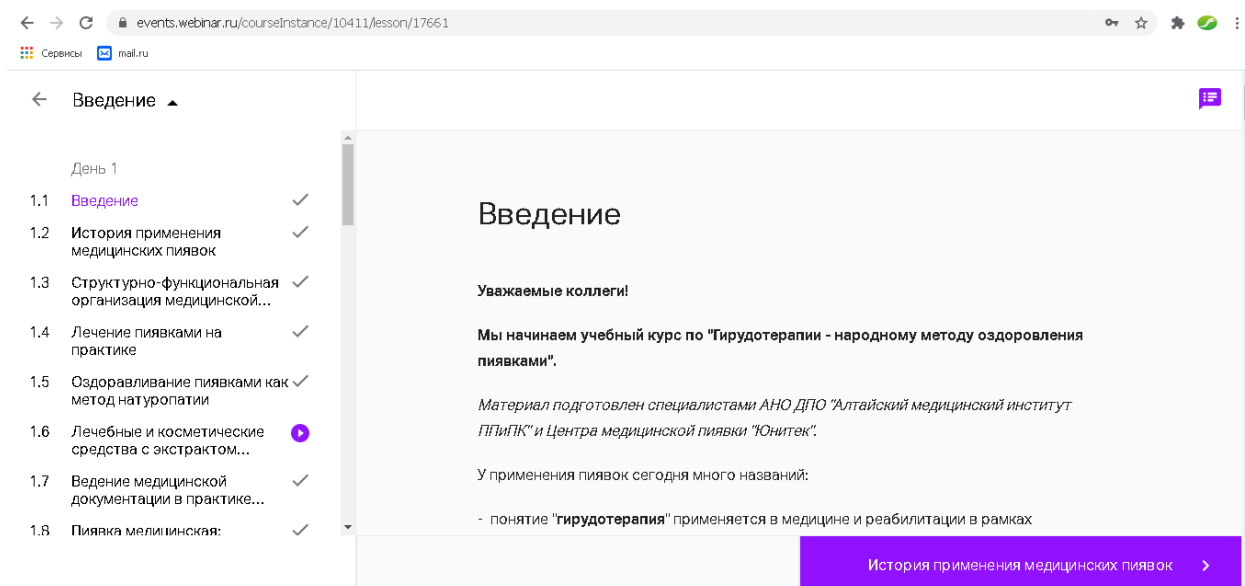 events.webinar.ru/courseInstance/10411/lesson/17661
Сервисы mail.ru
Введение
День 1
1.1 Введение
1.2 История применения
медицинских пиявок
1.3 Структурно-функциональная
организация медицинской...
1.4 Лечение пиявками на
практике
1.5 Оздоравливание пиявками как
метод натуропатии
1.6 Лечебные и косметические
средства с экстрактом...
1.7 Ведение медицинской
документации в практике...
1.8 Пиявка медицинская:
Введение
Уважаемые коллеги!
Мы начинаем учебный курс по "Гирудотерапии - народному методу оздоровления
пиявками".
Материал подготовлен специалистами АНО ДПО "Алтайский медицинский институт
ППиПК" и Центра медицинской пиявки "Юнитек".
У применения пиявок сегодня много названий:
- понятие "гирудотерапия" применяется в медицине и реабилитации в рамках
История применения медицинских пиявок